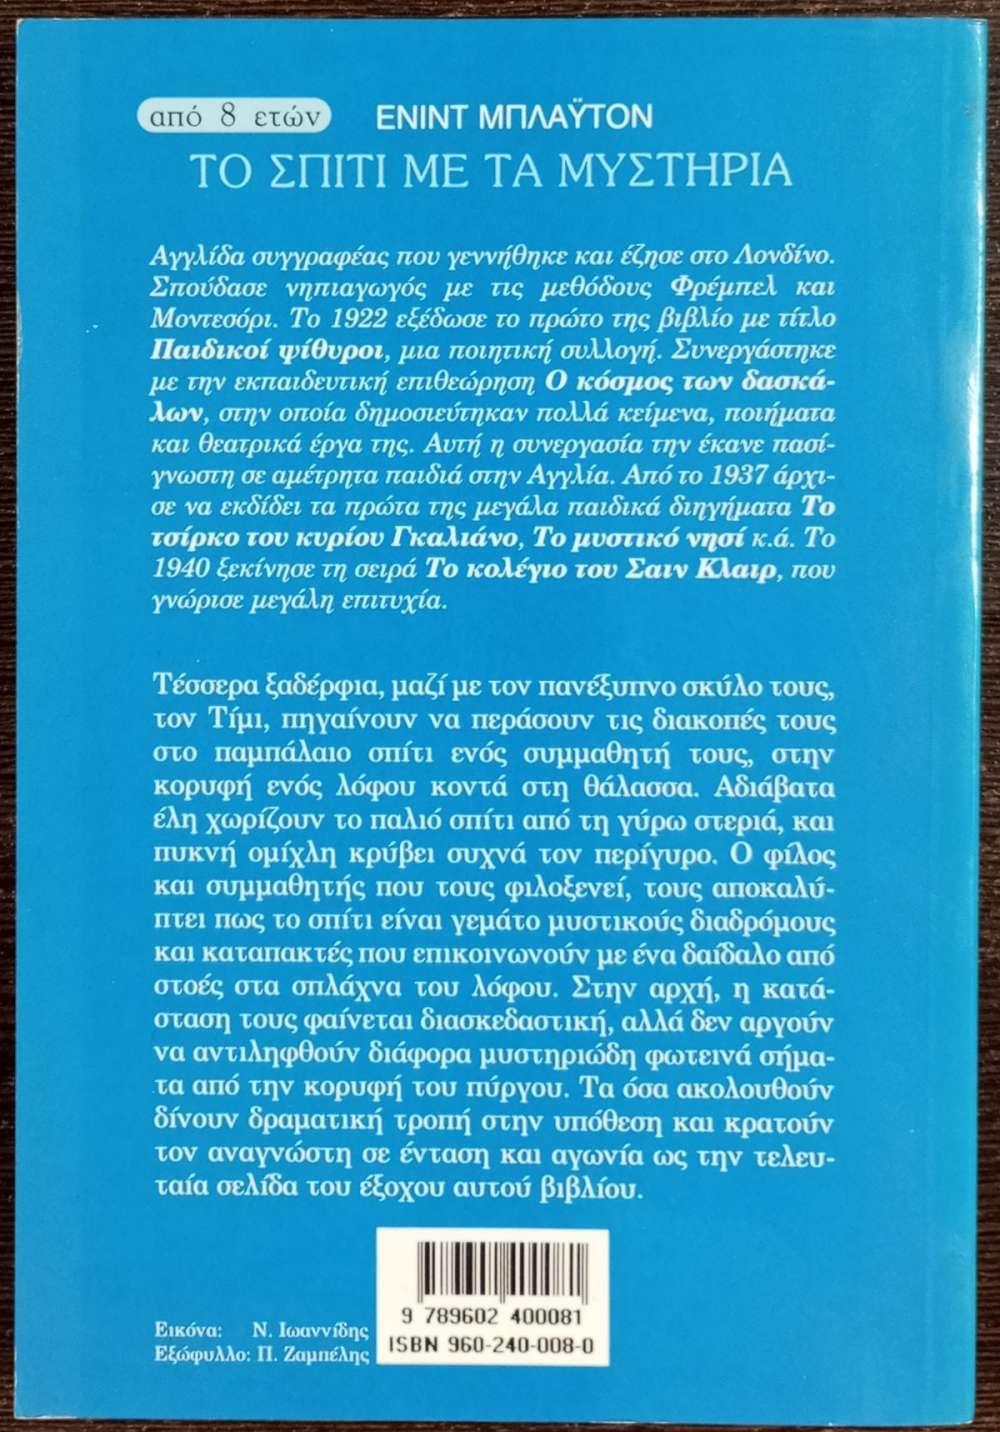 από 8 ετών
ΕΝΙΝΤ ΜΠΛΑΫΤΟΝ
ΤΟ ΣΠΙΤΙ ΜΕ ΤΑ ΜΥΣΤΗΡΙΑ
Αγγλίδα συγγραφέας που γεννήθηκε και έζησε στο Λονδίνο.
Σπούδασε νηπιαγωγός με τις μεθόδους Φρέμπελ και
Μοντεσόρι. Το 1922 εξέδωσε το πρώτο της βιβλίο με τίτλο
Παιδικοί ψίθυροι, μια ποιητική συλλογή. Συνεργάστηκε
με την εκπαιδευτική επιθεώρηση Ο κόσμος των δασκά-
λων, στην οποία δημοσιεύτηκαν πολλά κείμενα, ποιήματα
και θεατρικά έργα της. Αυτή η συνεργασία την έκανε πασί-
γνωστη σε αμέτρητα παιδιά στην Αγγλία. Από το 1937 άρχι-
σε να εκδίδει τα πρώτα της μεγάλα παιδικά διηγήματα Το
τσίρκο του κυρίου Γκαλιάνο, Το μυστικό νησί κ.ά. Το
1940 ξεκίνησε τη σειρά Το κολέγιο του Σαιν Κλαιρ, που
γνώρισε μεγάλη επιτυχία.
Τέσσερα ξαδέρφια, μαζί με τον πανέξυπνο σκύλο τους,
τον Τίμι, πηγαίνουν να περάσουν τις διακοπές τους
στο παμπάλαιο σπίτι ενός συμμαθητή τους, στην
κορυφή ενός λόφου κοντά στη θάλασσα. Αδιάβατα
έλη χωρίζουν το παλιό σπίτι από τη γύρω στεριά, και
πυκνή ομίχλη κρύβει συχνά τον περίγυρο. Ο φίλος
και συμμαθητής που τους φιλοξενεί, τους αποκαλύ-
πτει πως το σπίτι είναι γεμάτο μυστικούς διαδρόμους
και καταπακτές που επικοινωνούν με ένα δαίδαλο από
στοές στα σπλάχνα του λόφου. Στην αρχή, η κατά-
σταση τους φαίνεται διασκεδαστική, αλλά δεν αργούν
να αντιληφθούν διάφορα μυστηριώδη φωτεινά σήμα-
τα από την κορυφή του πύργου. Τα όσα ακολουθούν
δίνουν δραματική τροπή στην υπόθεση και κρατούν
τον αναγνώστη σε ένταση και αγωνία ως την τελευ-
ταία σελίδα του έξοχου αυτού βιβλίου.
9 789602 400081
ISBN 960-240-008-0
Εικόνα: Ν. Ιωαννίδης
Εξώφυλλο: Π. Ζαμπέλης